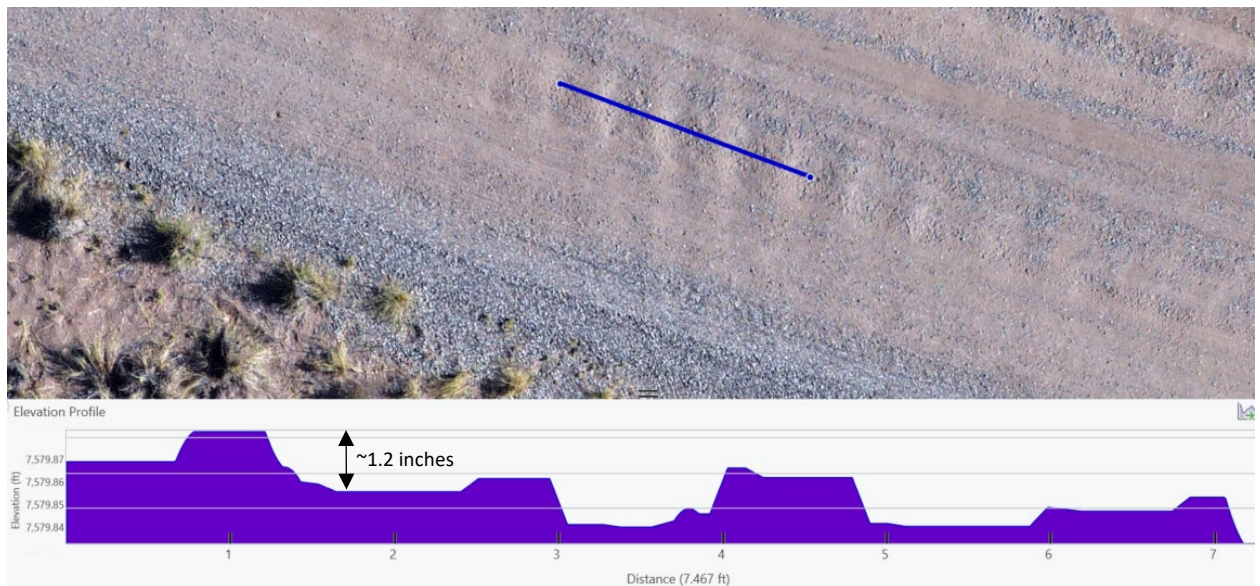 Elevation Profile
~1.2 inches
Elevation (ft)
7,579.87
7,579.86
7,579.85
7,579.84
1 2 3 4 5 6 7
Distance (7.467 ft)